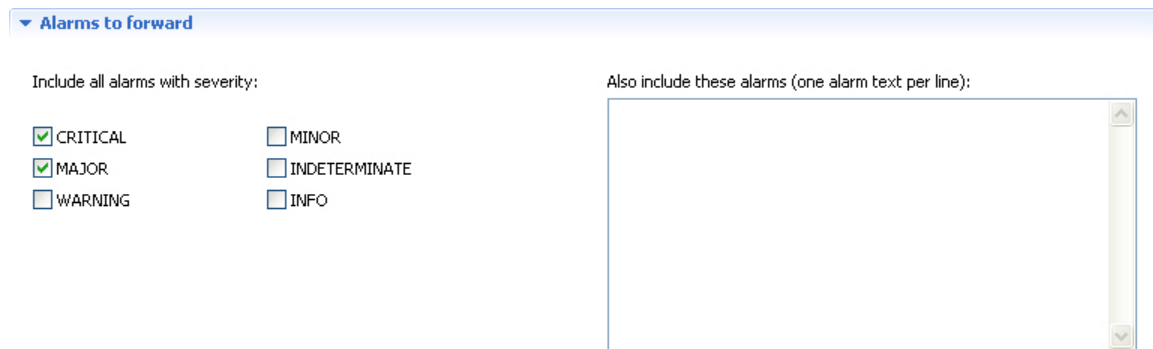 Alarms to forward
Include all alarms with severity:
Also include these alarms (one alarm text per line):
CRITICAL
MINOR
MAJOR
INDETERMINATE
WARNING
INFO